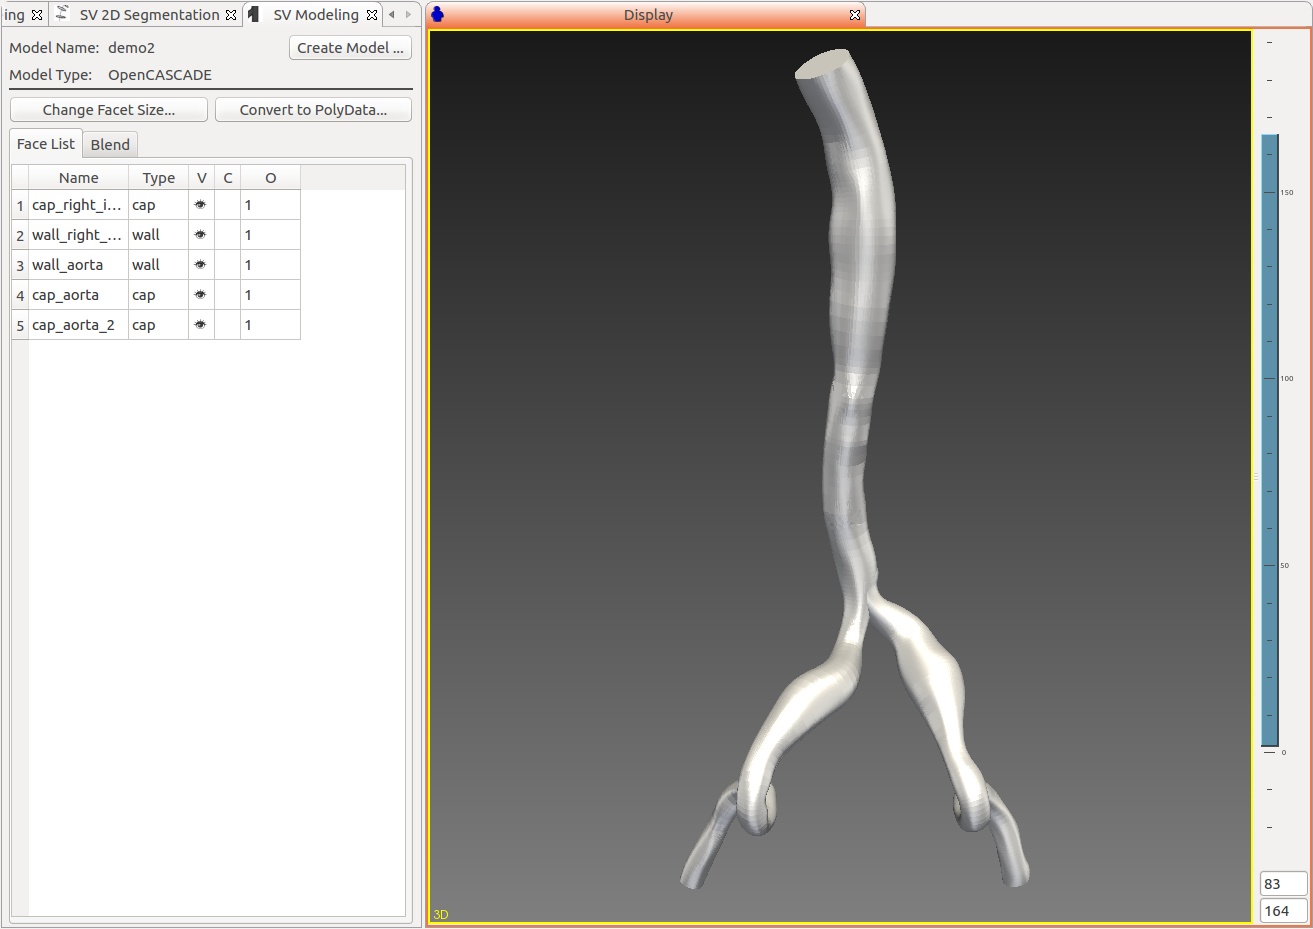 ing SV 2D Segmentation SV Modeling
Model Name: demo2 Create Model ...
Model Type: OpenCASCADE
Change Facet Size... Convert to PolyData...
Face List Blend
Name Type V C O
1 cap_right_i... cap 1
2 wall_right_... wall 1
3 wall_aorta wall 1
4 cap_aorta cap 1
5 cap_aorta_2 cap 1
Display
3D
150
100
50
0
83
164